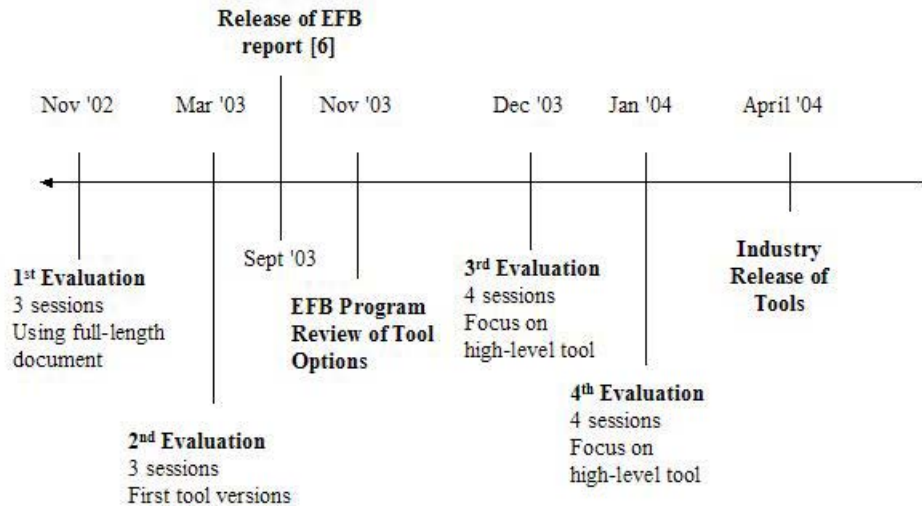 Release of EFB
report [6]
Nov '02
Mar '03
Nov '03
Dec '03
Jan '04
April '04
Sept '03
1st Evaluation
3 sessions
Using full-length
document
2nd Evaluation
3 sessions
First tool versions
EFB Program
Review of Tool
Options
3rd Evaluation
4 sessions
Focus on
high-level tool
4th Evaluation
4 sessions
Focus on
high-level tool
Industry
Release of
Tools